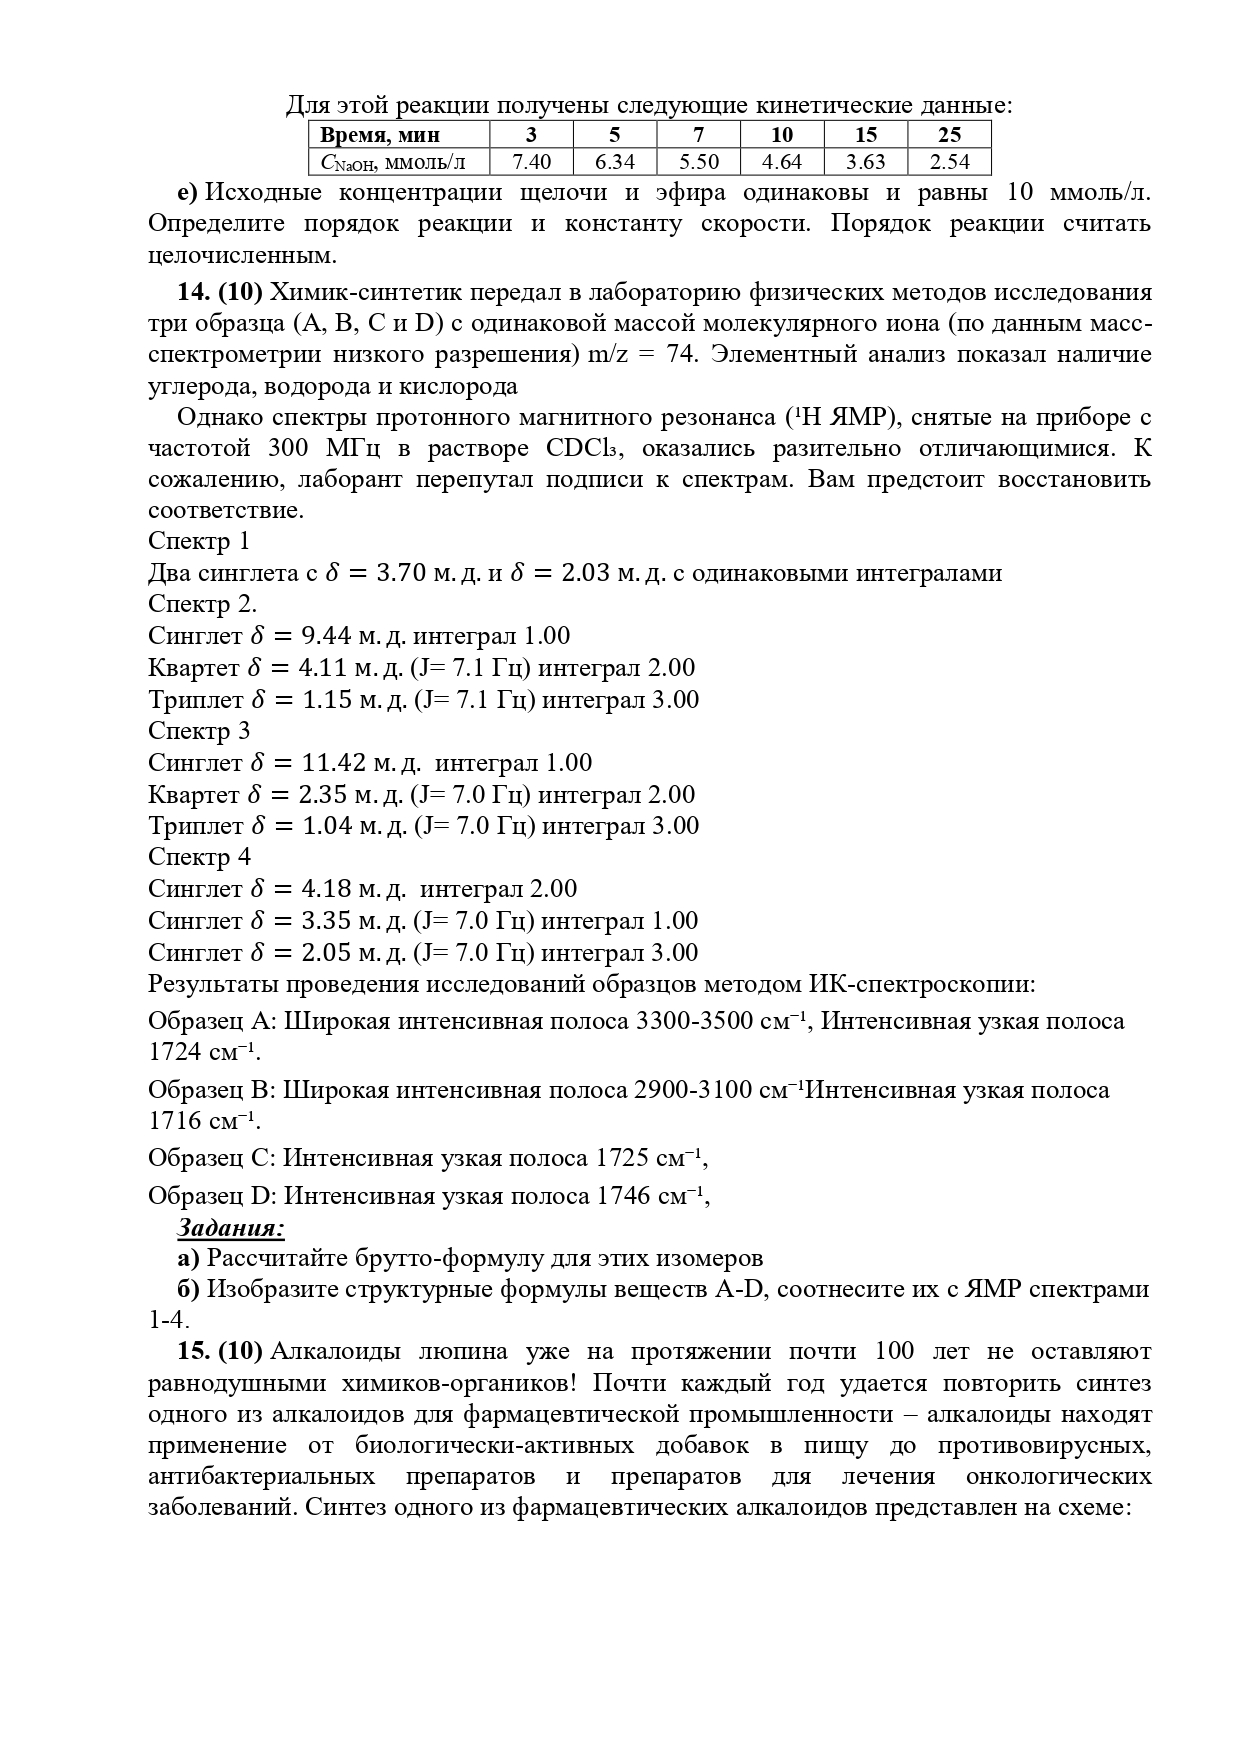 Для этой реакции получены следующие кинетические данные:
Время, мин 3 5 7 10 15 25
CNaOH, ммоль/л 7.40 6.34 5.50 4.64 3.63 2.54
е) Исходные концентрации щелочи и эфира одинаковы и равны 10 ммоль/л.
Определите порядок реакции и константу скорости. Порядок реакции считать
целочисленным.
14. (10) Химик-синтетик передал в лабораторию физических методов исследования
три образца (A, B, C и D) с одинаковой массой молекулярного иона (по данным масс-
спектрометрии низкого разрешения) m/z = 74. Элементный анализ показал наличие
углерода, водорода и кислорода
Однако спектры протонного магнитного резонанса (¹H ЯМР), снятые на приборе с
частотой 300 МГц в растворе CDCl₃, оказались разительно отличающимися. К
сожалению, лаборант перепутал подписи к спектрам. Вам предстоит восстановить
соответствие.
Спектр 1
Два синглета с δ = 3.70 м. д. и δ = 2.03 м. д. с одинаковыми интегралами
Спектр 2.
Синглет δ = 9.44 м. д. интеграл 1.00
Квартет δ = 4.11 м. д. (J= 7.1 Гц) интеграл 2.00
Триплет δ = 1.15 м. д. (J= 7.1 Гц) интеграл 3.00
Спектр 3
Синглет δ = 11.42 м. д. интеграл 1.00
Квартет δ = 2.35 м. д. (J= 7.0 Гц) интеграл 2.00
Триплет δ = 1.04 м. д. (J= 7.0 Гц) интеграл 3.00
Спектр 4
Синглет δ = 4.18 м. д. интеграл 2.00
Синглет δ = 3.35 м. д. (J= 7.0 Гц) интеграл 1.00
Синглет δ = 2.05 м. д. (J= 7.0 Гц) интеграл 3.00
Результаты проведения исследований образцов методом ИК-спектроскопии:
Образец A: Широкая интенсивная полоса 3300-3500 см⁻¹, Интенсивная узкая полоса
1724 см⁻¹.
Образец B: Широкая интенсивная полоса 2900-3100 см⁻¹Интенсивная узкая полоса
1716 см⁻¹.
Образец C: Интенсивная узкая полоса 1725 см⁻¹,
Образец D: Интенсивная узкая полоса 1746 см⁻¹,
Задания:
а) Рассчитайте брутто-формулу для этих изомеров
б) Изобразите структурные формулы веществ A-D, соотнесите их с ЯМР спектрами
1-4.
15. (10) Алкалоиды люпина уже на протяжении почти 100 лет не оставляют
равнодушными химиков-органиков! Почти каждый год удается повторить синтез
одного из алкалоидов для фармацевтической промышленности – алкалоиды находят
применение от биологически-активных добавок в пищу до противовирусных,
антибактериальных препаратов и препаратов для лечения онкологических
заболеваний. Синтез одного из фармацевтических алкалоидов представлен на схеме: